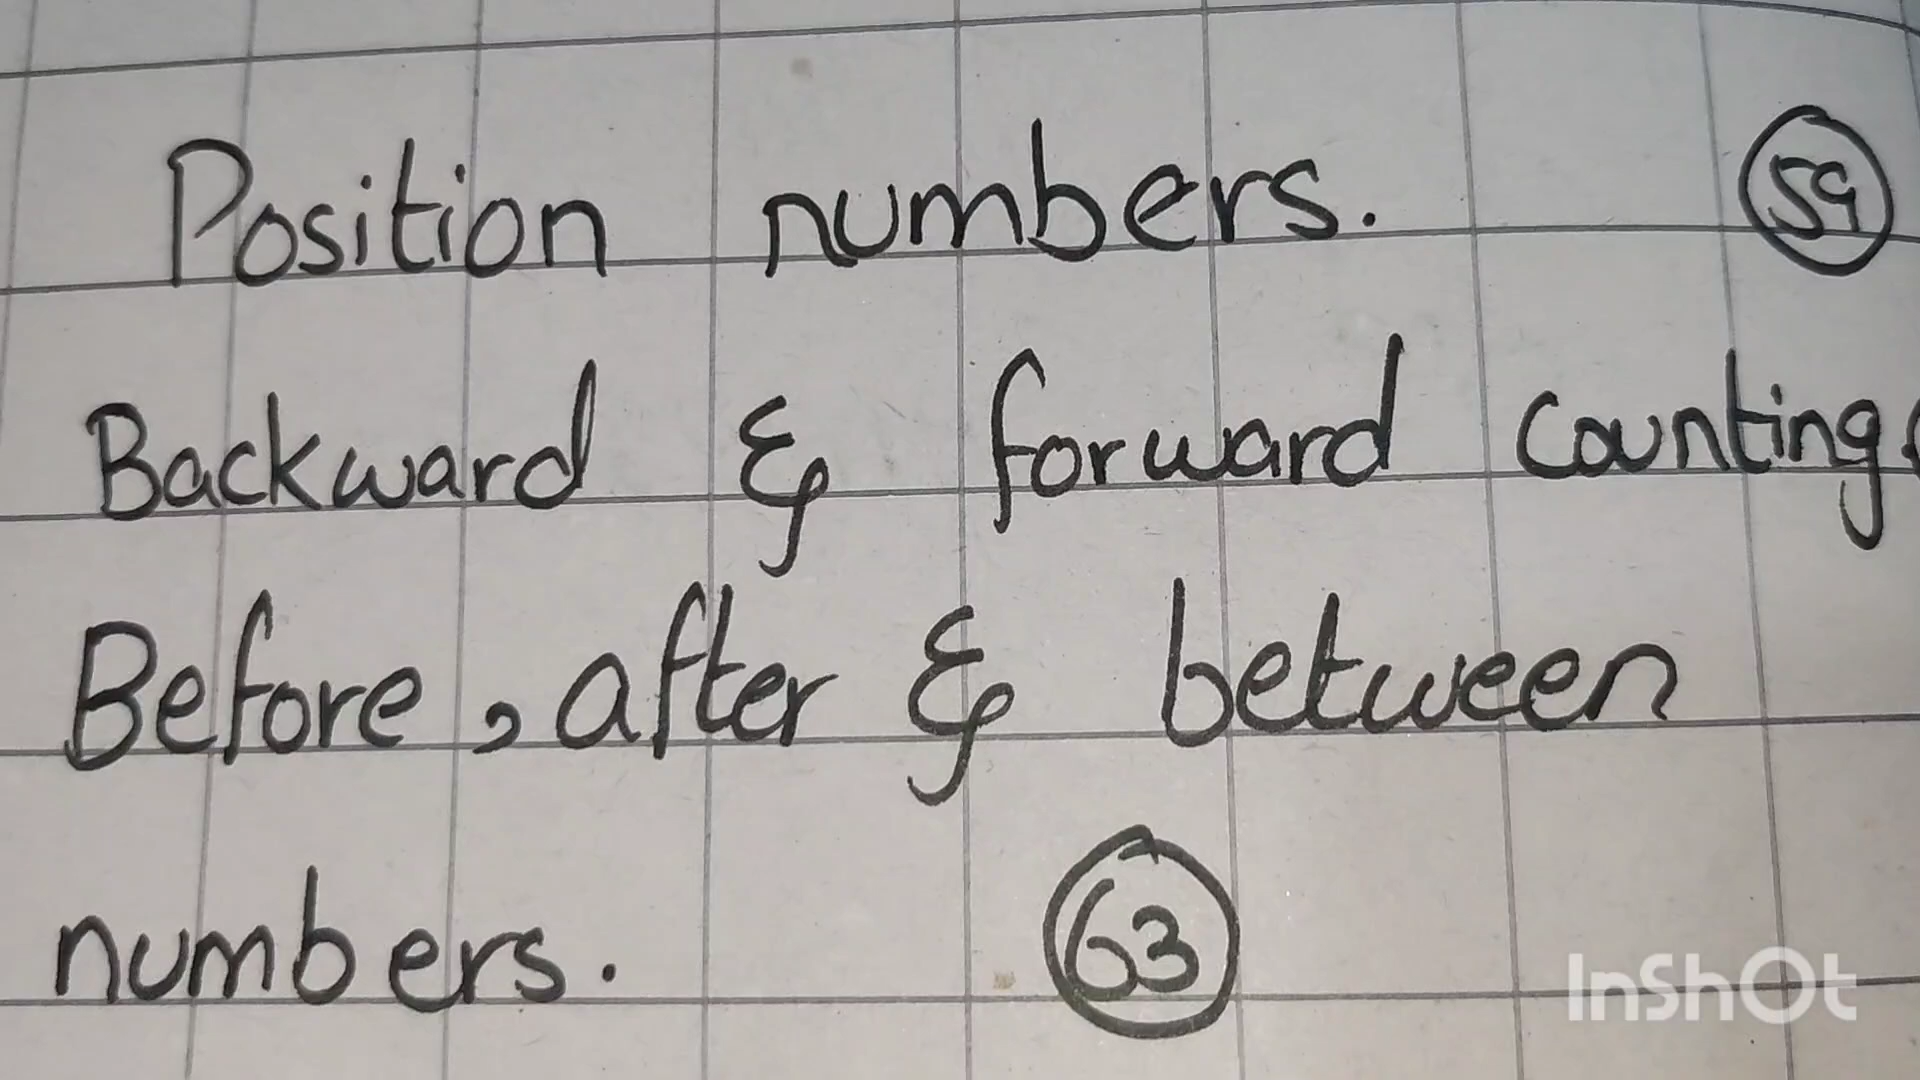 Position numbers. 59
Backward & forward counting
Before, after & between
numbers. 63
InShOt